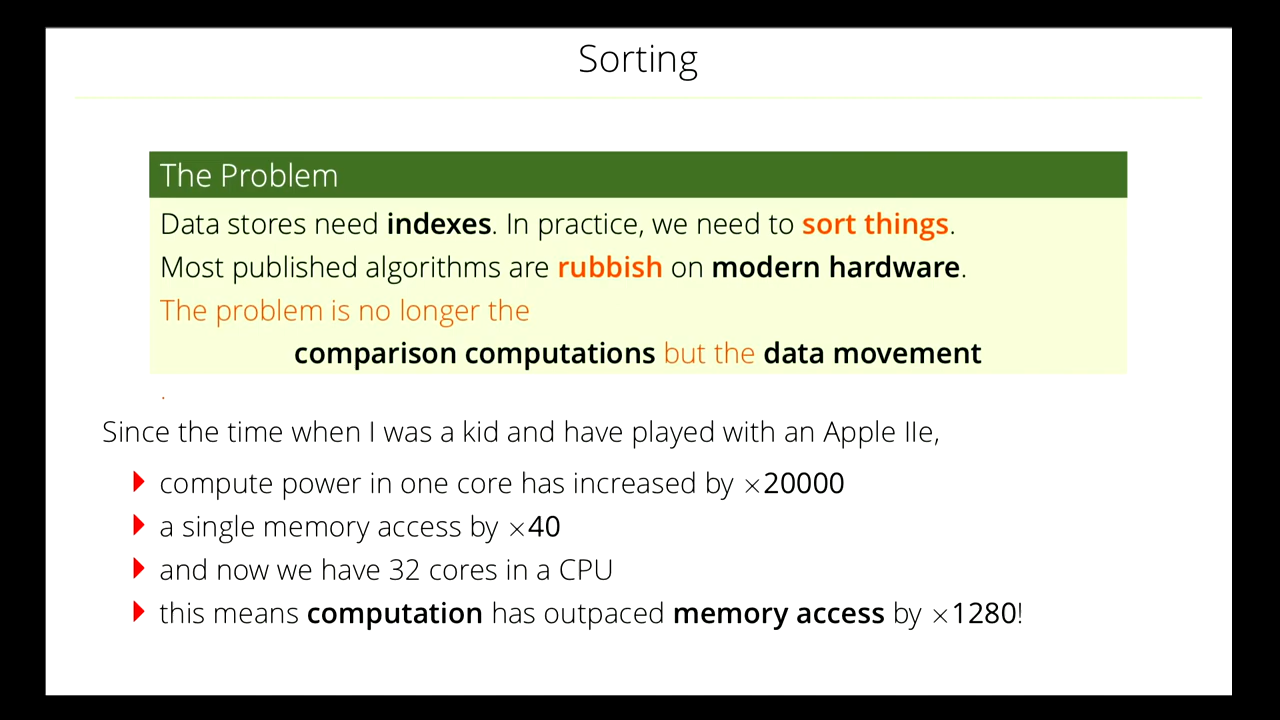 Sorting
The Problem
Data stores need indexes. In practice, we need to sort things.
Most published algorithms are rubbish on modern hardware.
The problem is no longer the
comparison computations but the data movement
.
Since the time when I was a kid and have played with an Apple IIe,
compute power in one core has increased by ×20000
a single memory access by ×40
and now we have 32 cores in a CPU
this means computation has outpaced memory access by ×1280!